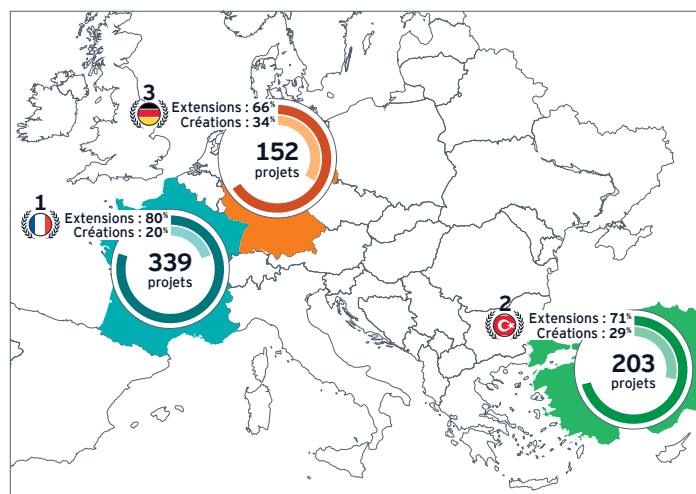 3
Extensions : 66%
Créations : 34%
152
projets
1
Extensions : 80%
Créations : 20%
339
projets
2
Extensions : 71%
Créations : 29%
203
projets